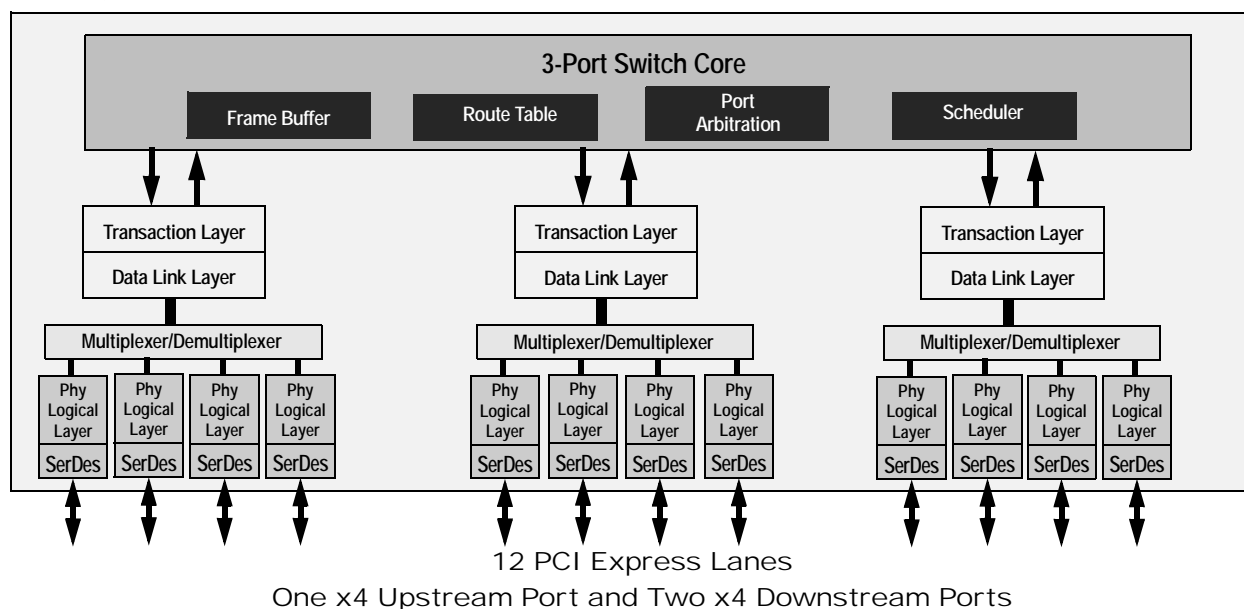 3-Port Switch Core
Frame Buffer
Route Table
Port
Arbitration
Scheduler
Transaction Layer
Data Link Layer
Transaction Layer
Data Link Layer
Transaction Layer
Data Link Layer
Multiplexer/Demultiplexer
Multiplexer/Demultiplexer
Multiplexer/Demultiplexer
Phy
Logical
Layer
SerDes
Phy
Logical
Layer
SerDes
Phy
Logical
Layer
SerDes
Phy
Logical
Layer
SerDes
Phy
Logical
Layer
SerDes
Phy
Logical
Layer
SerDes
Phy
Logical
Layer
SerDes
Phy
Logical
Layer
SerDes
Phy
Logical
Layer
SerDes
Phy
Logical
Layer
SerDes
Phy
Logical
Layer
SerDes
Phy
Logical
Layer
SerDes
12 PCI Express Lanes
One x4 Upstream Port and Two x4 Downstream Ports